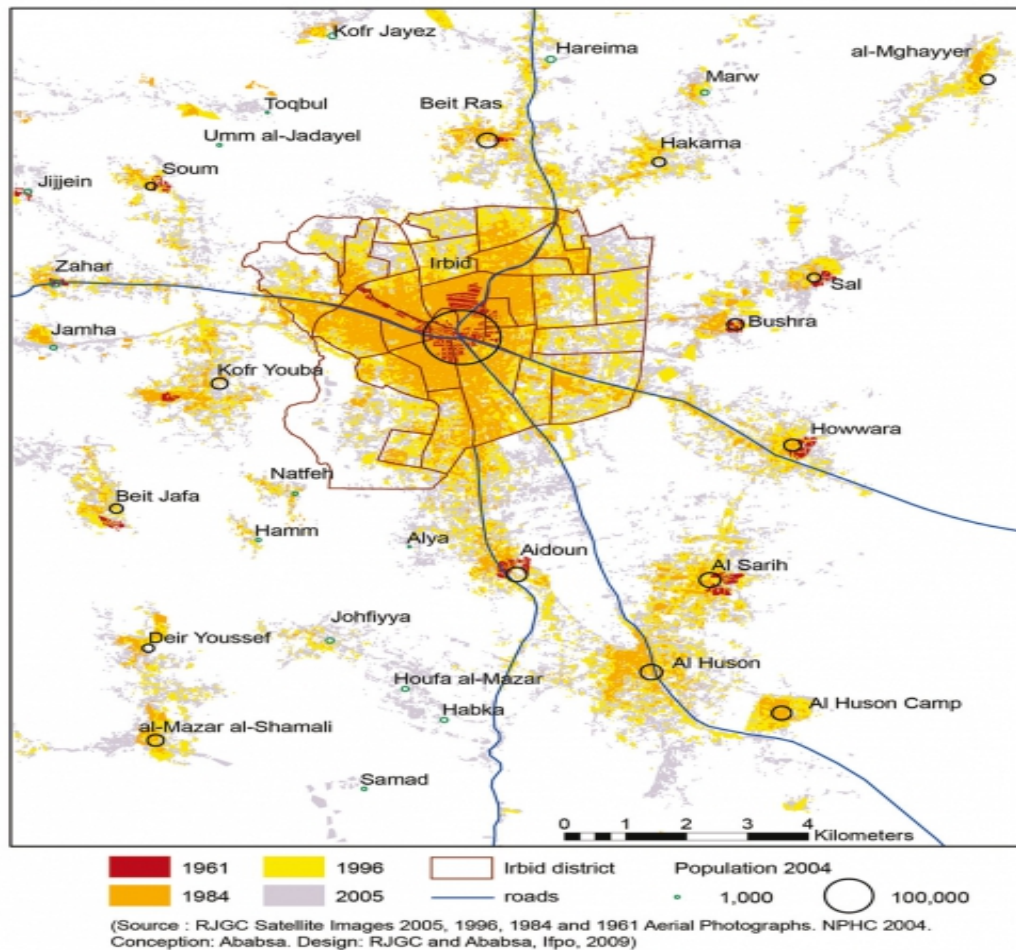 Kofr Jayez
Hareima
al-Mghayyer
Marw
Toqbul
Beit Ras
Umm al-Jadayel
Hakama
Soum
Jijjein
Irbid
Zahar
Sal
Jamha
Bushra
Kofr Youba
Howwara
Natfeh
Beit Jafa
Hamm
Alya
Aidoun
Al Sarih
Johfiyya
Deir Youssef
Al Huson
Houfa al-Mazar
Al Huson Camp
Habka
al-Mazar al-Shamali
Samad
0 1 2 3 4
Kilometers
1961 1996 Irbid district Population 2004
1984 2005 roads 1,000 100,000
(Source : RJGC Satellite Images 2005, 1996, 1984 and 1961 Aerial Photographs. NPHC 2004.
Conception: Ababsa. Design: RJGC and Ababsa, Ifpo, 2009)